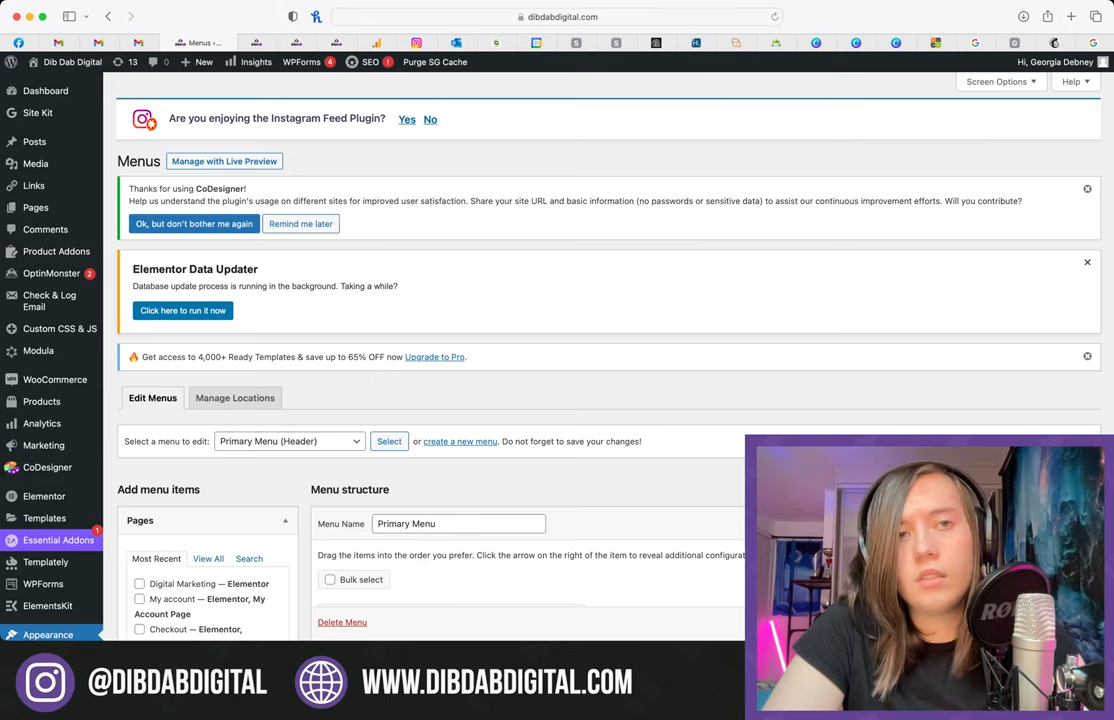 dibdabdigital.com
Menus ‹...
Dib Dab Digital
13
0
New
Insights
WPForms 4
SEO !
Purge SG Cache
Hi, Georgia Debney
Screen Options ▼
Help ▼
Dashboard
Site Kit
Posts
Media
Links
Pages
Comments
Product Addons
OptinMonster 2
Check & Log
Email
Custom CSS & JS
Modula
WooCommerce
Products
Analytics
Marketing
CoDesigner
Elementor
Templates
Essential Addons 1
Templately
WPForms
ElementsKit
Appearance
Are you enjoying the Instagram Feed Plugin? Yes No
Menus Manage with Live Preview
Thanks for using CoDesigner!
Help us understand the plugin's usage on different sites for improved user satisfaction. Share your site URL and basic information (no passwords or sensitive data) to assist our continuous improvement efforts. Will you contribute?
Ok, but don't bother me again Remind me later
Elementor Data Updater
Database update process is running in the background. Taking a while?
Click here to run it now
Get access to 4,000+ Ready Templates & save up to 65% OFF now Upgrade to Pro.
Edit Menus Manage Locations
Select a menu to edit: Primary Menu (Header) Select or create a new menu. Do not forget to save your changes!
Add menu items
Pages
Most Recent View All Search
Digital Marketing — Elementor
My account — Elementor, My
Account Page
Checkout — Elementor,
Menu structure
Menu Name Primary Menu
Drag the items into the order you prefer. Click the arrow on the right of the item to reveal additional configurat
Bulk select
Delete Menu
RØDE
@DIBDABDIGITAL
WWW.DIBDABDIGITAL.COM